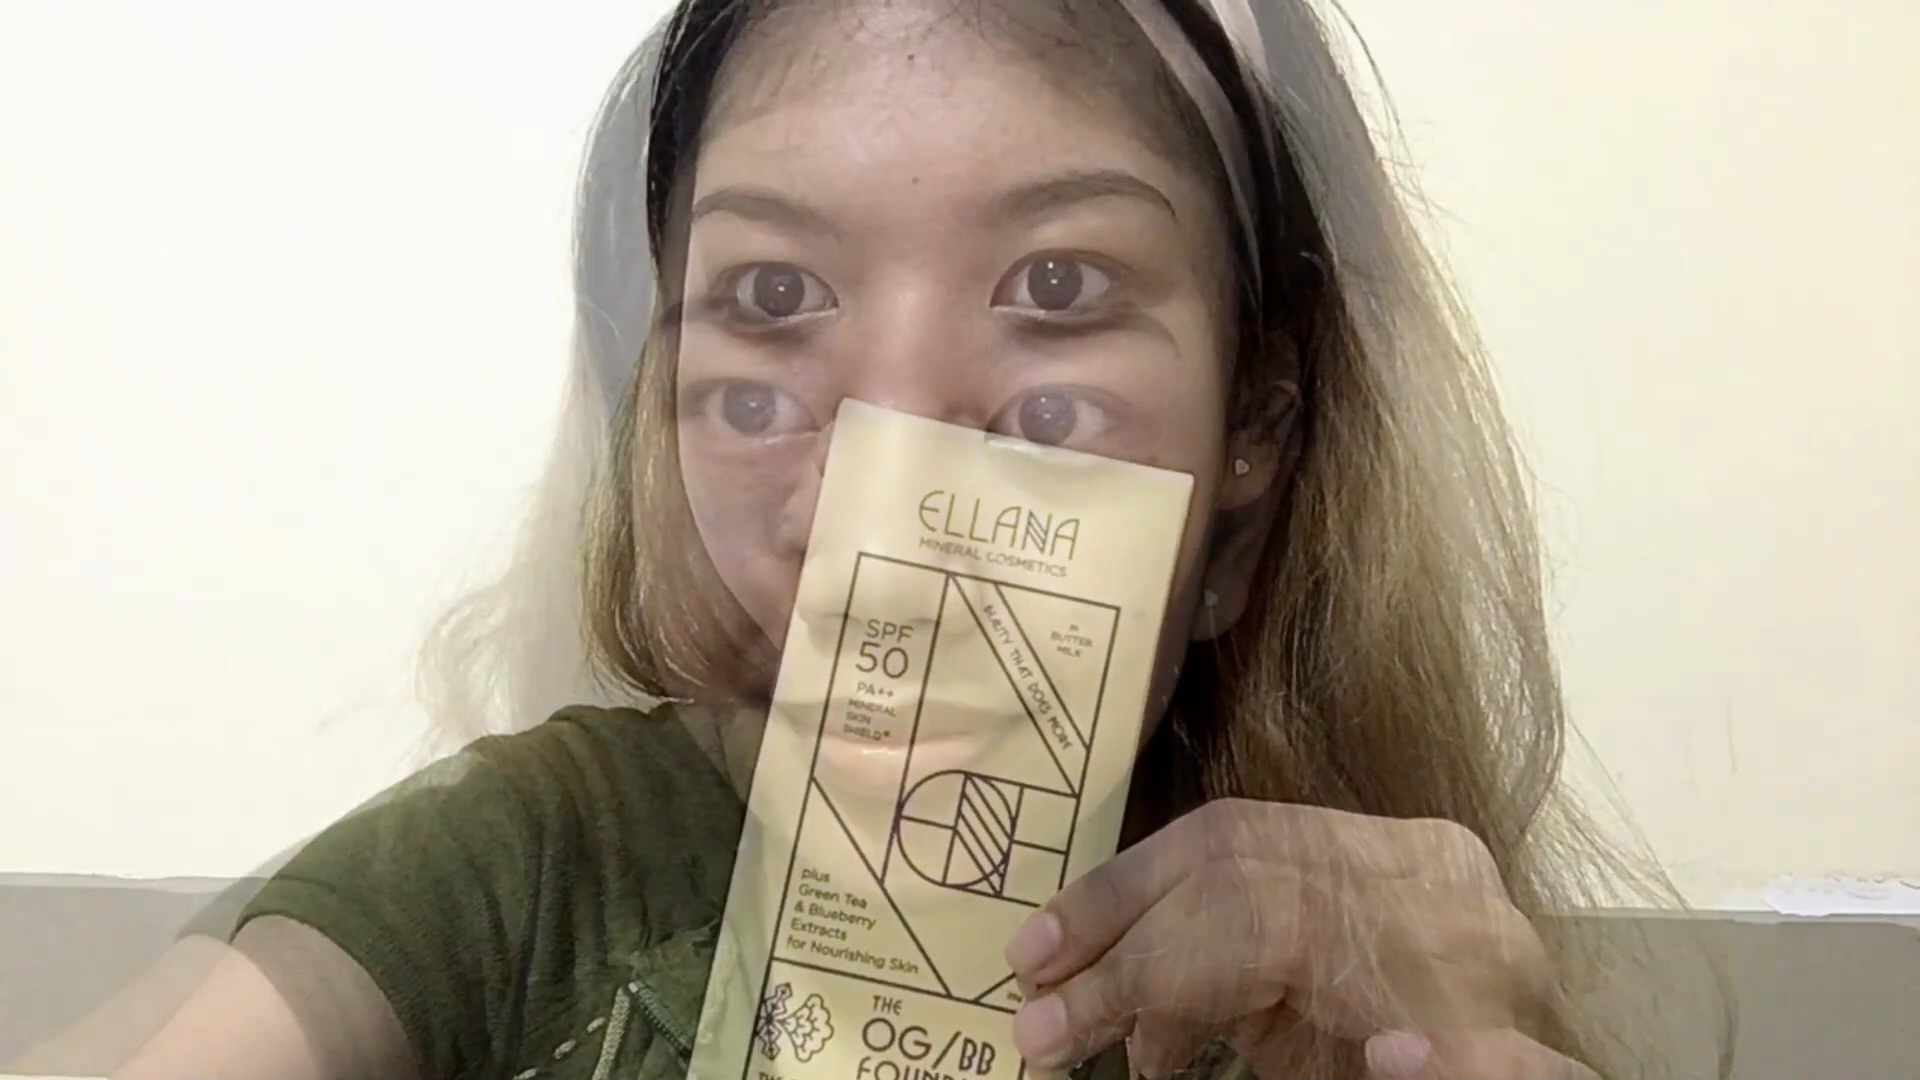 ELLANA
MINERAL COSMETICS
SPF
50
PA++
MINERAL
SKIN
SHIELD®
BEAUTY THAT DOES MORE
in
BUTTER
MILK
plus
Green Tea
& Blueberry
Extracts
for Nourishing Skin
THE
OG/BB